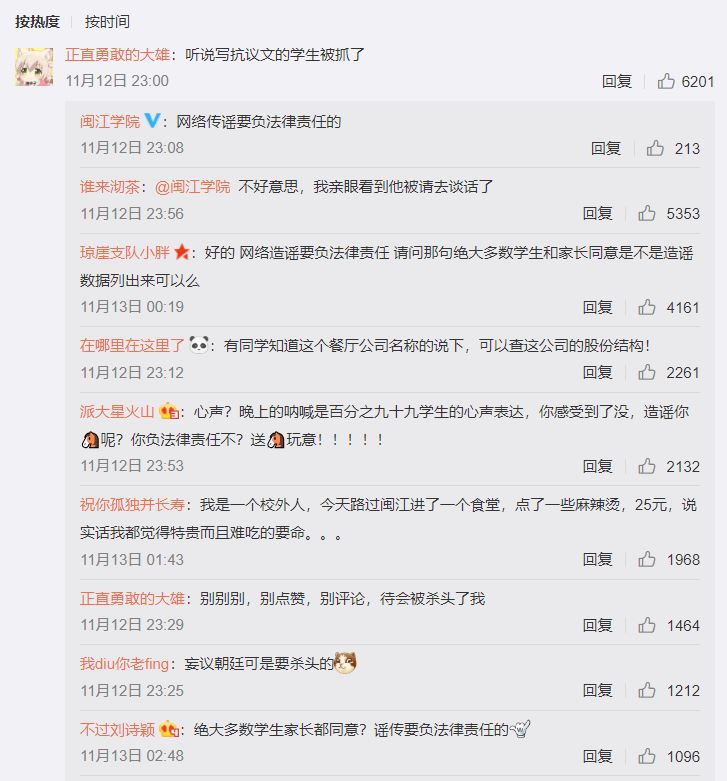 按热度 按时间
正直勇敢的大雄：听说写抗议文的学生被抓了
11月12日 23:00 回复 6201
闽江学院：网络传谣要负法律责任的
11月12日 23:08 回复 213
谁来沏茶：@闽江学院 不好意思，我亲眼看到他被请去谈话了
11月12日 23:56 回复 5353
琼崖支队小胖：好的 网络造谣要负法律责任 请问那句绝大多数学生和家长同意是不是造谣
数据列出来可以么
11月13日 00:19 回复 4161
在哪里在这里了：有同学知道这个餐厅公司名称的说下，可以查这公司的股份结构！
11月12日 23:12 回复 2261
派大星火山：心声？晚上的呐喊是百分之九十九学生的心声表达，你感受到了没，造谣你
呢？你负法律责任不？送玩意！！！！！
11月12日 23:53 回复 2132
祝你孤独并长寿：我是一个校外人，今天路过闽江进了一个食堂，点了一些麻辣烫，25元，说
实话我都觉得特贵而且难吃的要命。。。
11月13日 01:43 回复 1968
正直勇敢的大雄：别别别，别点赞，别评论，待会被杀头了我
11月12日 23:29 回复 1464
我diu你老fing：妄议朝廷可是要杀头的
11月12日 23:25 回复 1212
不过刘诗颖：绝大多数学生家长都同意？谣传要负法律责任的
11月13日 02:48 回复 1096